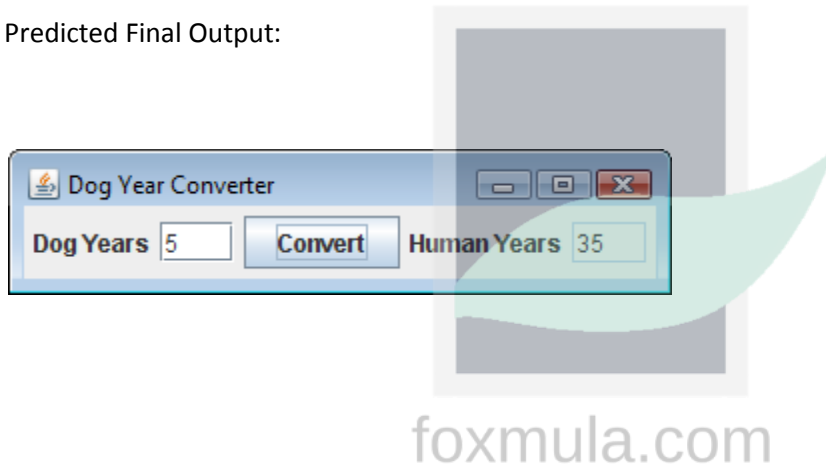 Predicted Final Output:
Dog Year Converter
Dog Years 5 Convert Human Years 35
foxmula.com